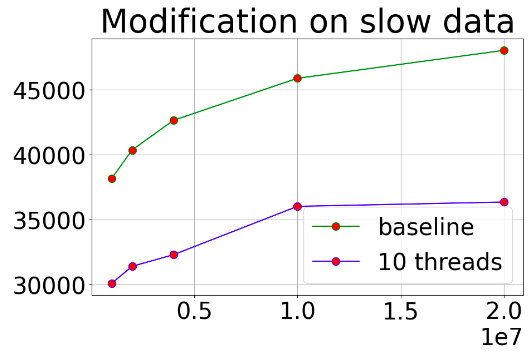 Modification on slow data
45000
40000
35000
30000
baseline
10 threads
0.5 1.0 1.5 2.0
1e7